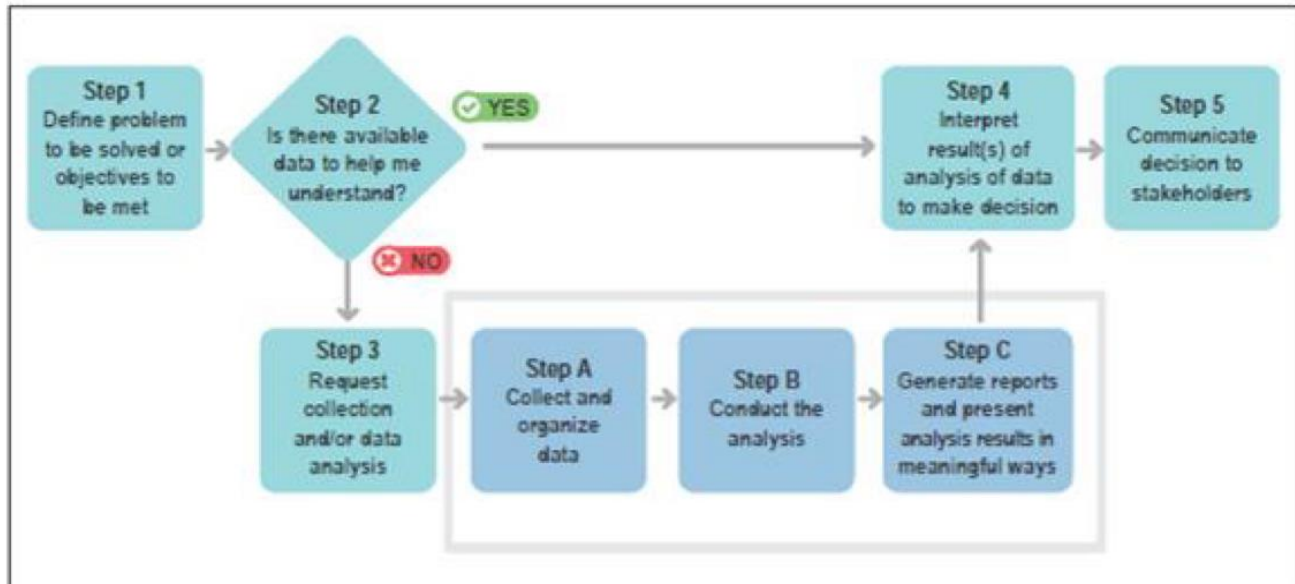 Step 1
Define problem
to be solved or
objectives to
be met
Step 2
Is there available
data to help me
understand?
YES
NO
Step 4
Interpret
result(s) of
analysis of data
to make decision
Step 5
Communicate
decision to
stakeholders
Step 3
Request
collection
and/or data
analysis
Step A
Collect and
organize
data
Step B
Conduct the
analysis
Step C
Generate reports
and present
analysis results in
meaningful ways